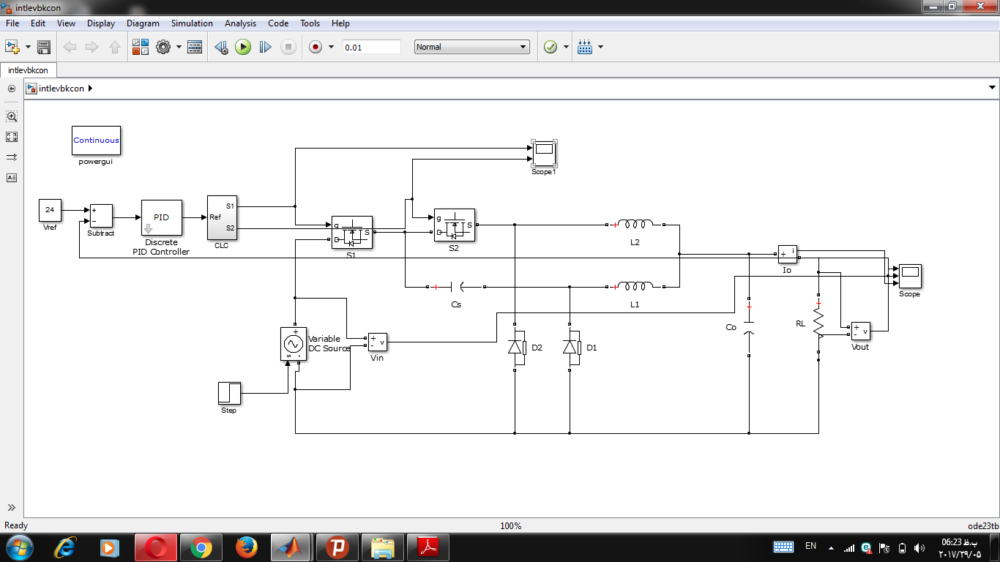 intlevbkcon
File Edit View Display Diagram Simulation Analysis Code Tools Help
0.01
Normal
intlevbkcon
intlevbkcon
Continuous
powergui
Scope1
24
Vref
+
−
Subtract
PID
Discrete
PID Controller
Ref
S1
S2
CLC
g
D
S
S1
g
D
S
S2
L2
+
i
Io
Scope
Cs
L1
Co
RL
+
-
v
Vout
+
s
-
Variable
DC Source
+
-
v
Vin
D2
D1
Step
Ready
100%
ode23tb
EN
06:23 ب.ظ
۲۰۱۷/۲۹/۰۵